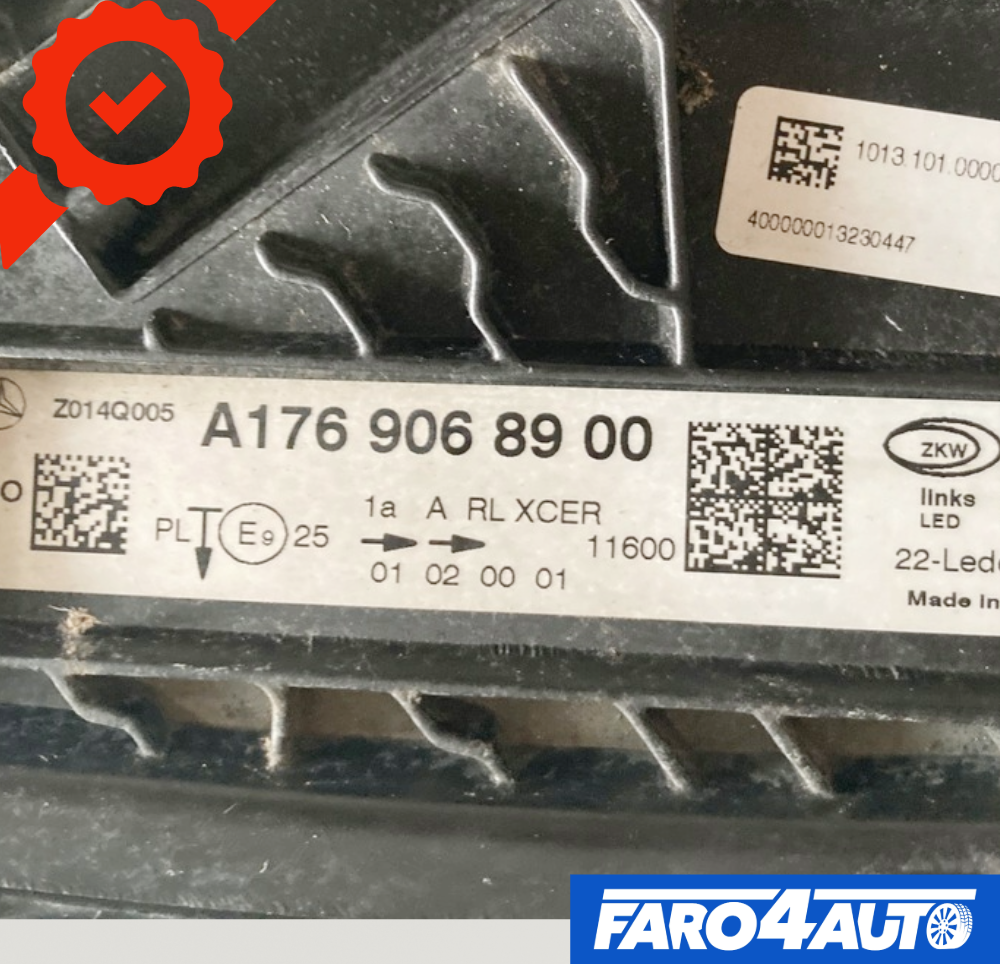 1013.101.0000
400000013230447
Z014Q005
A176 906 89 00
ZKW
links
LED
O
PL E9 25
1a A RL XCER
11600
01 02 00 01
22-Led
Made In
FARO4AUTO